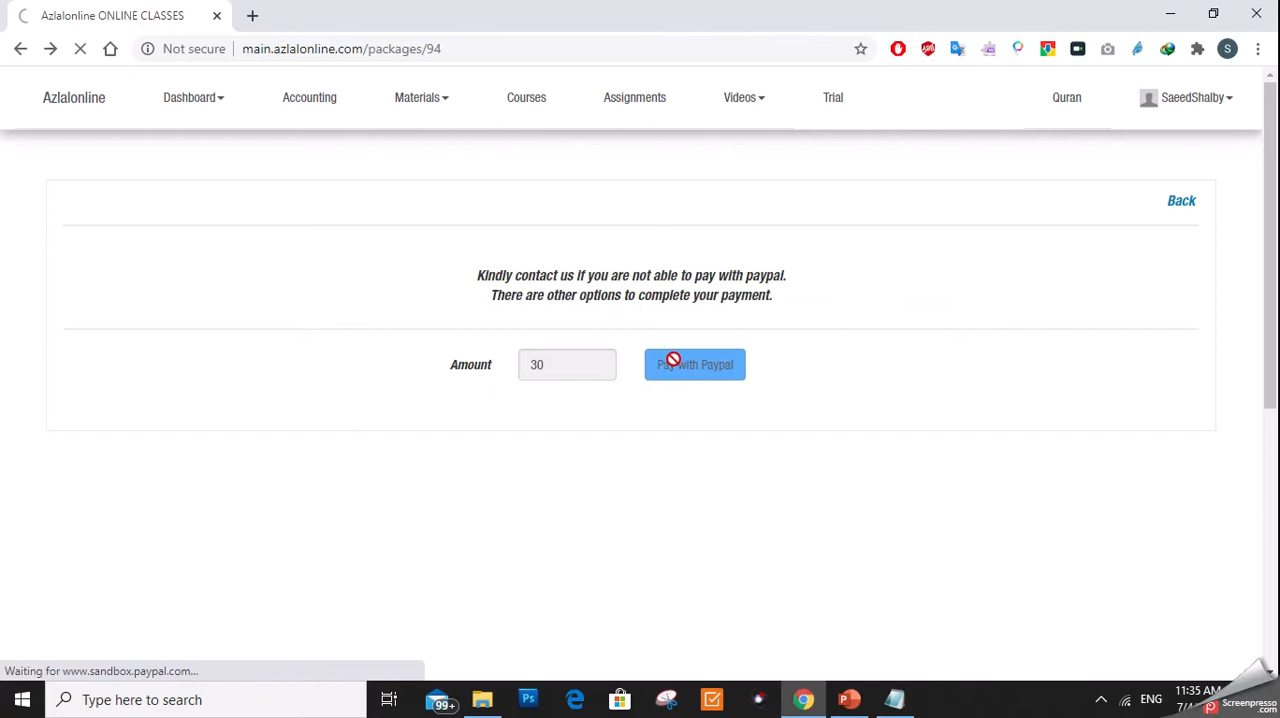 Azlalonline ONLINE CLASSES
Not secure main.azlalonline.com/packages/94
S
Azlalonline Dashboard Accounting Materials Courses Assignments Videos Trial Quran SaeedShalby
Back
Kindly contact us if you are not able to pay with paypal.
There are other options to complete your payment.
Amount 30 Pay with Paypal
Waiting for www.sandbox.paypal.com...
Type here to search 99+ Ps ENG 11:35 AM
Screenpresso
.com